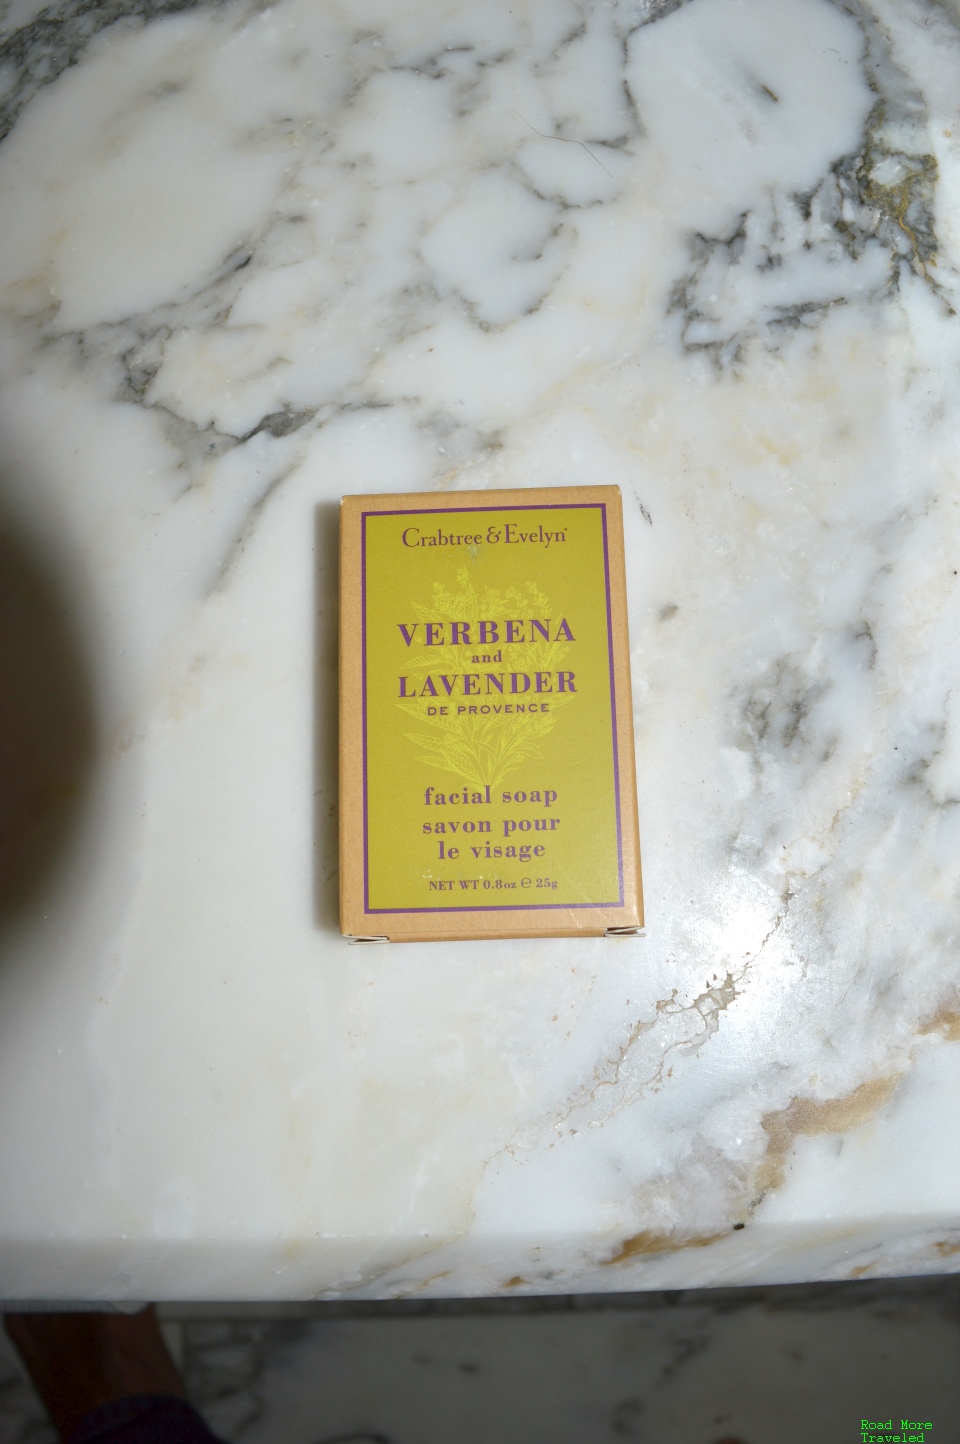 Crabtree & Evelyn®
VERBENA
and
LAVENDER
DE PROVENCE
facial soap
savon pour
le visage
NET WT 0.8oz ℮ 25g
Road More
Traveled